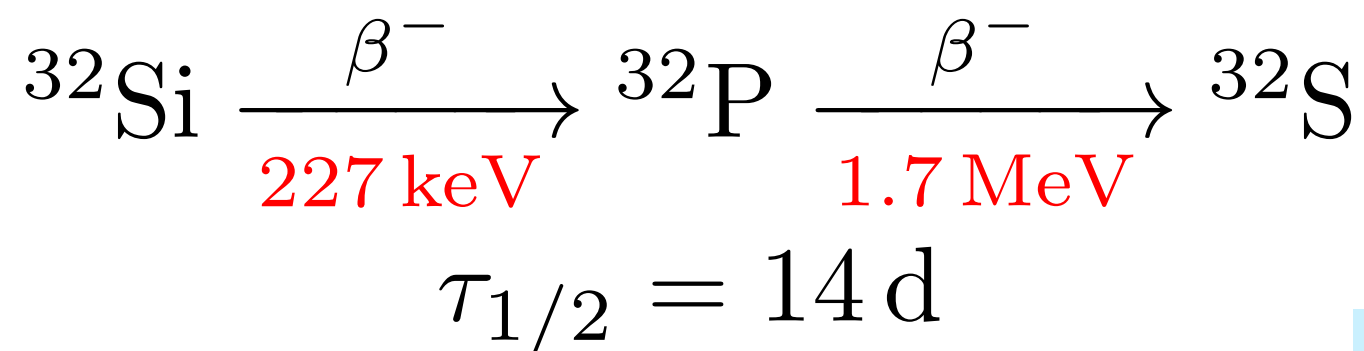 ³²Si β⁻ 227 keV → ³²P β⁻ 1.7 MeV → ³²S
τ₁/₂ = 14 d